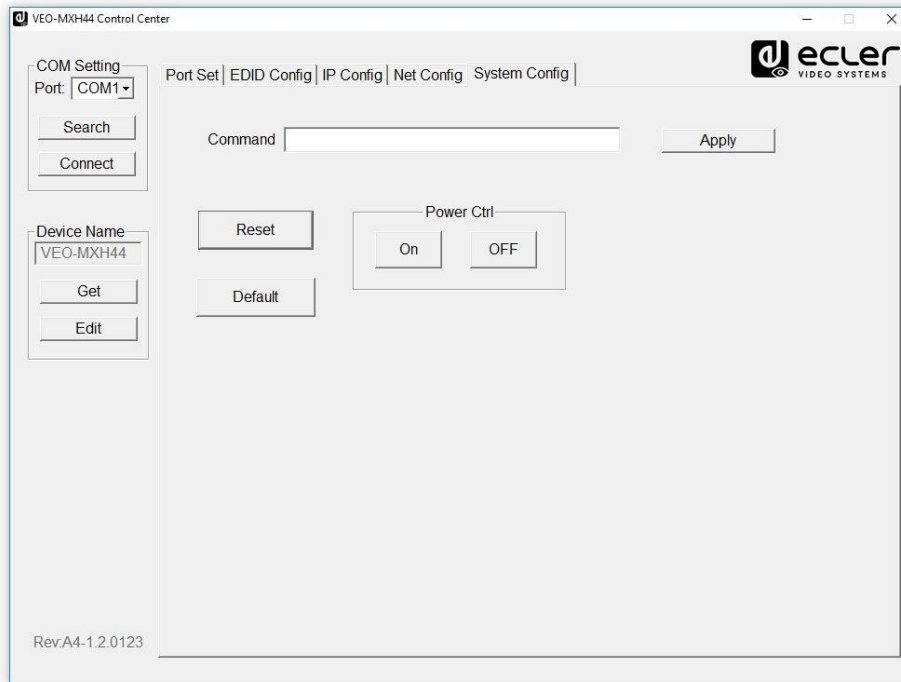 VEO-MXH44 Control Center
COM Setting
Port: COM1
Search
Connect
Device Name
VEO-MXH44
Get
Edit
Rev:A4-1.2.0123
Port Set
EDID Config
IP Config
Net Config
System Config
ecler
VIDEO SYSTEMS
Command
Apply
Reset
Default
Power Ctrl
On
OFF